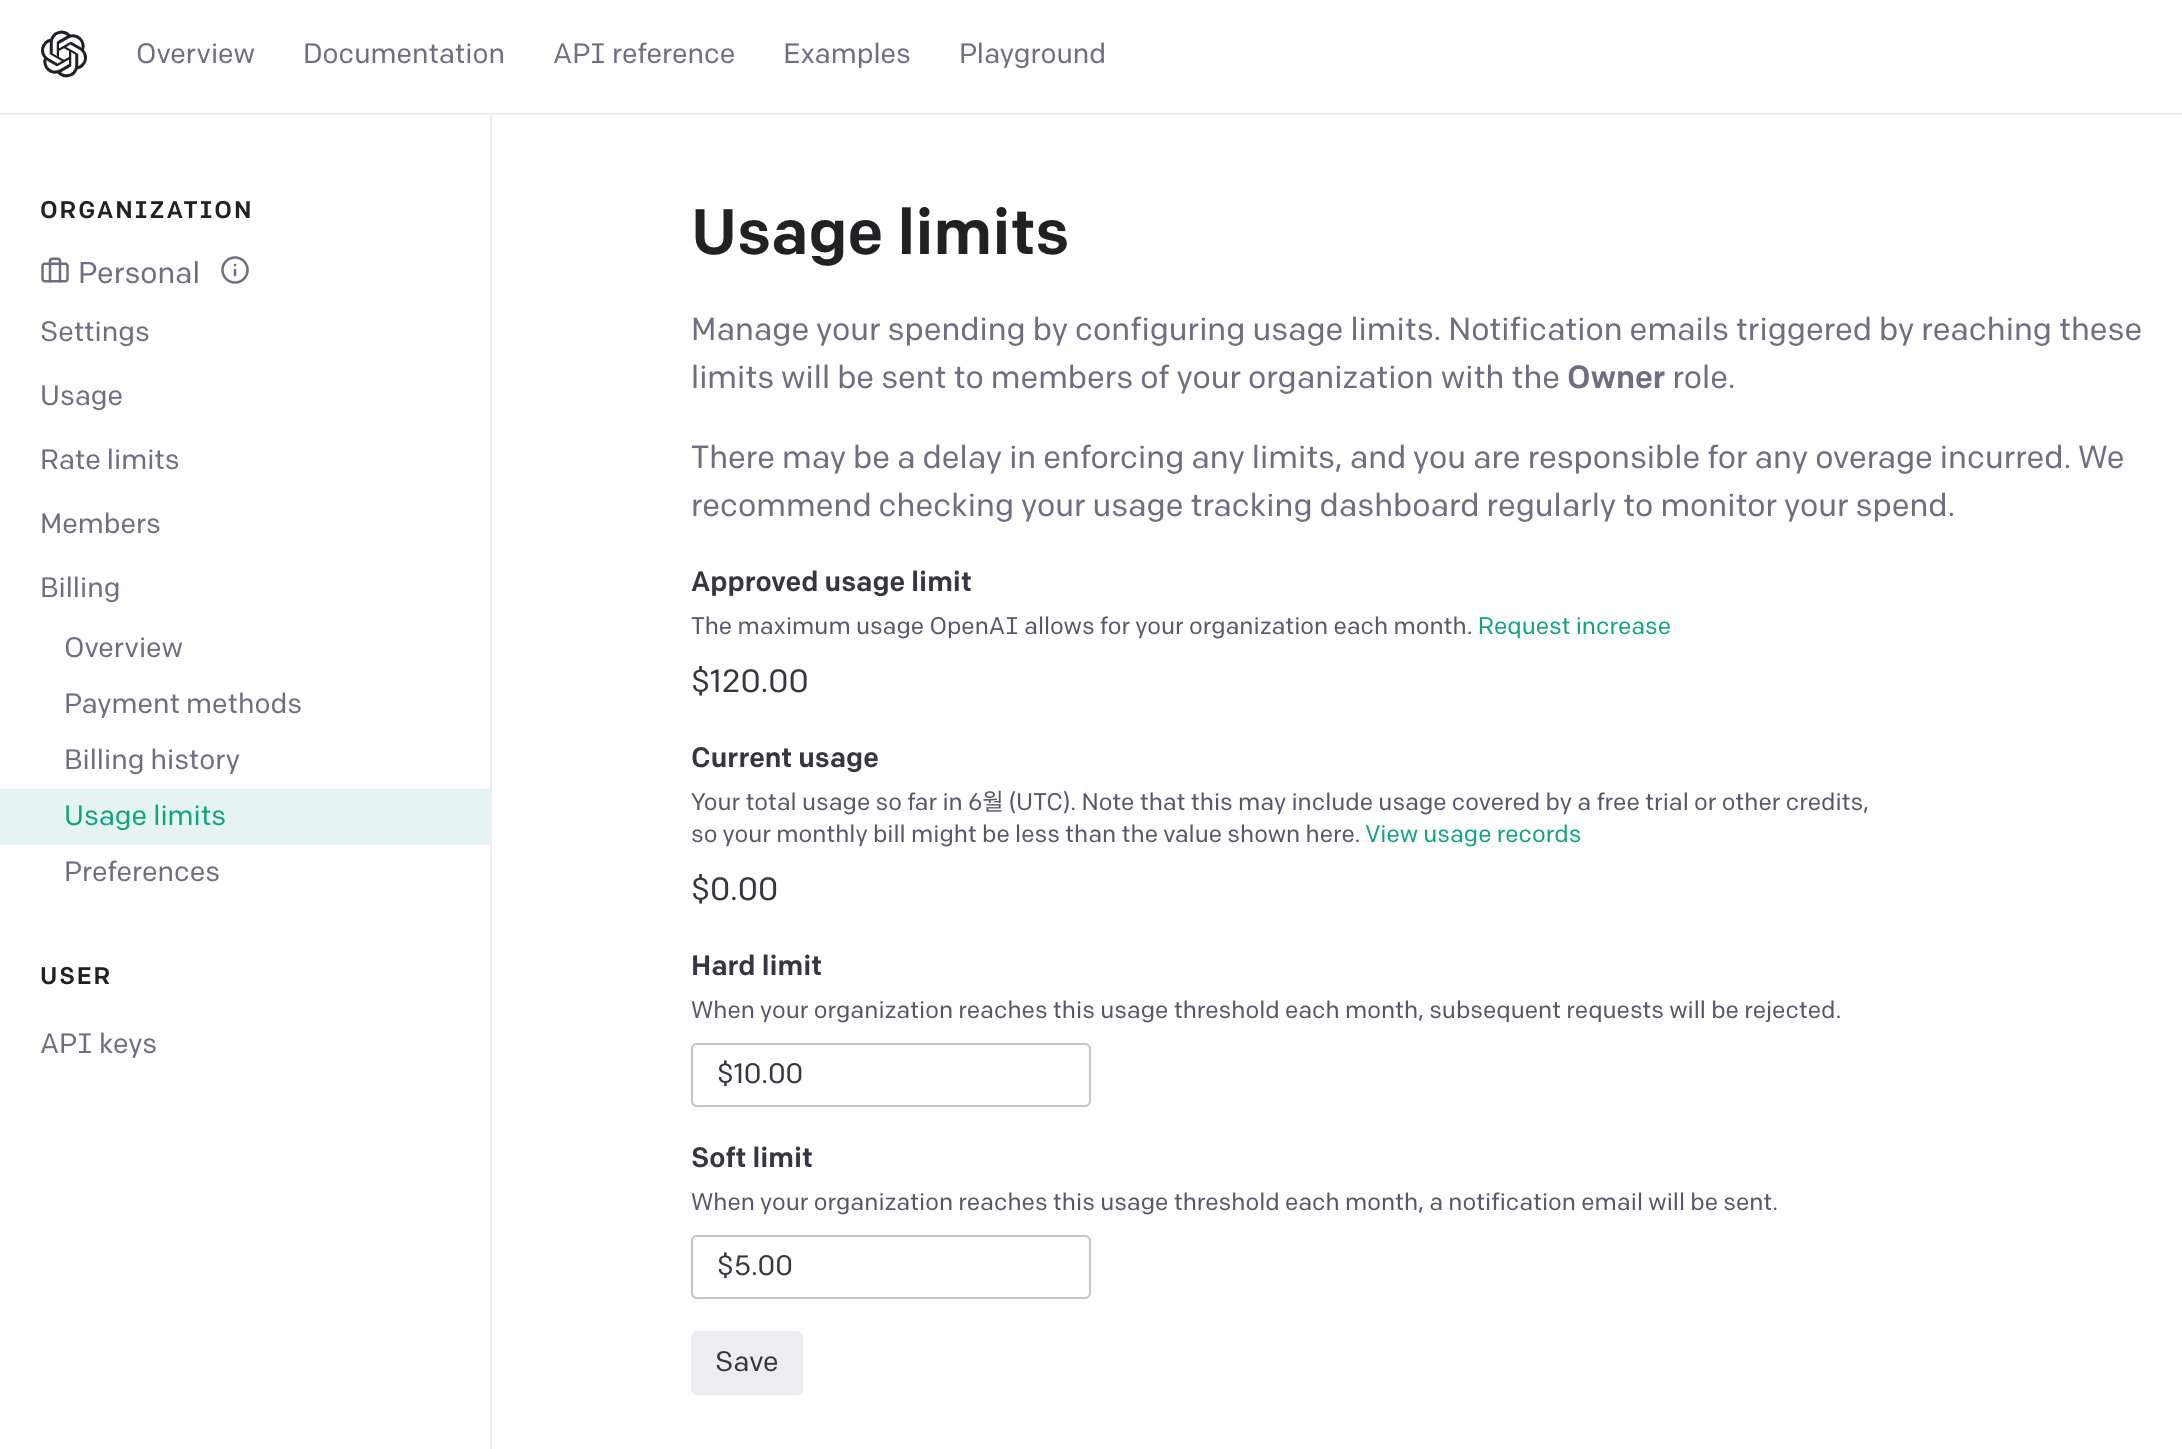 Overview Documentation API reference Examples Playground
ORGANIZATION
Personal
Settings
Usage
Rate limits
Members
Billing
Overview
Payment methods
Billing history
Usage limits
Preferences
USER
API keys
Usage limits
Manage your spending by configuring usage limits. Notification emails triggered by reaching these
limits will be sent to members of your organization with the Owner role.
There may be a delay in enforcing any limits, and you are responsible for any overage incurred. We
recommend checking your usage tracking dashboard regularly to monitor your spend.
Approved usage limit
The maximum usage OpenAI allows for your organization each month. Request increase
$120.00
Current usage
Your total usage so far in 6월 (UTC). Note that this may include usage covered by a free trial or other credits,
so your monthly bill might be less than the value shown here. View usage records
$0.00
Hard limit
When your organization reaches this usage threshold each month, subsequent requests will be rejected.
$10.00
Soft limit
When your organization reaches this usage threshold each month, a notification email will be sent.
$5.00
Save